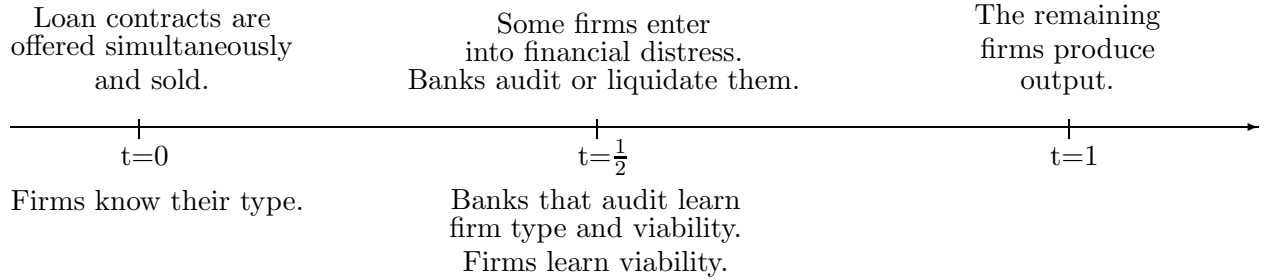 Loan contracts are
offered simultaneously
and sold.
Some firms enter
into financial distress.
Banks audit or liquidate them.
The remaining
firms produce
output.
t=0
t=½
t=1
Firms know their type.
Banks that audit learn
firm type and viability.
Firms learn viability.